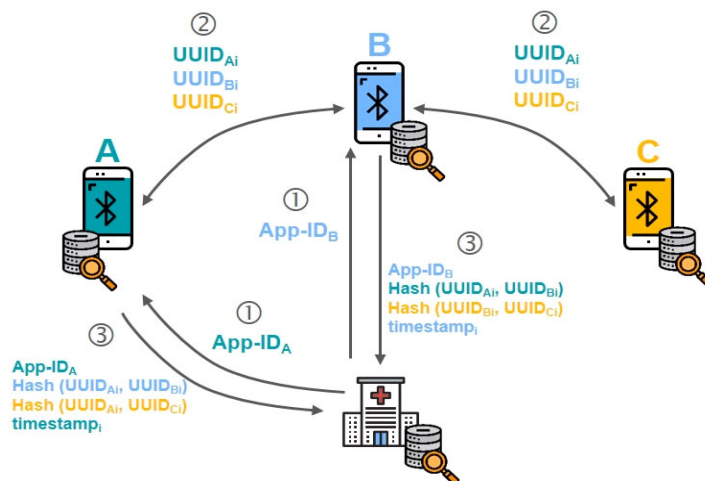 ②
UUIDAi
UUIDBi
UUIDCi
B
②
UUIDAi
UUIDBi
UUIDCi
A
C
①
App-IDB
③
App-IDB
Hash (UUIDAi, UUIDBi)
Hash (UUIDBi, UUIDCi)
timestampi
①
App-IDA
③
App-IDA
Hash (UUIDAi, UUIDBi)
Hash (UUIDAi, UUIDCi)
timestampi